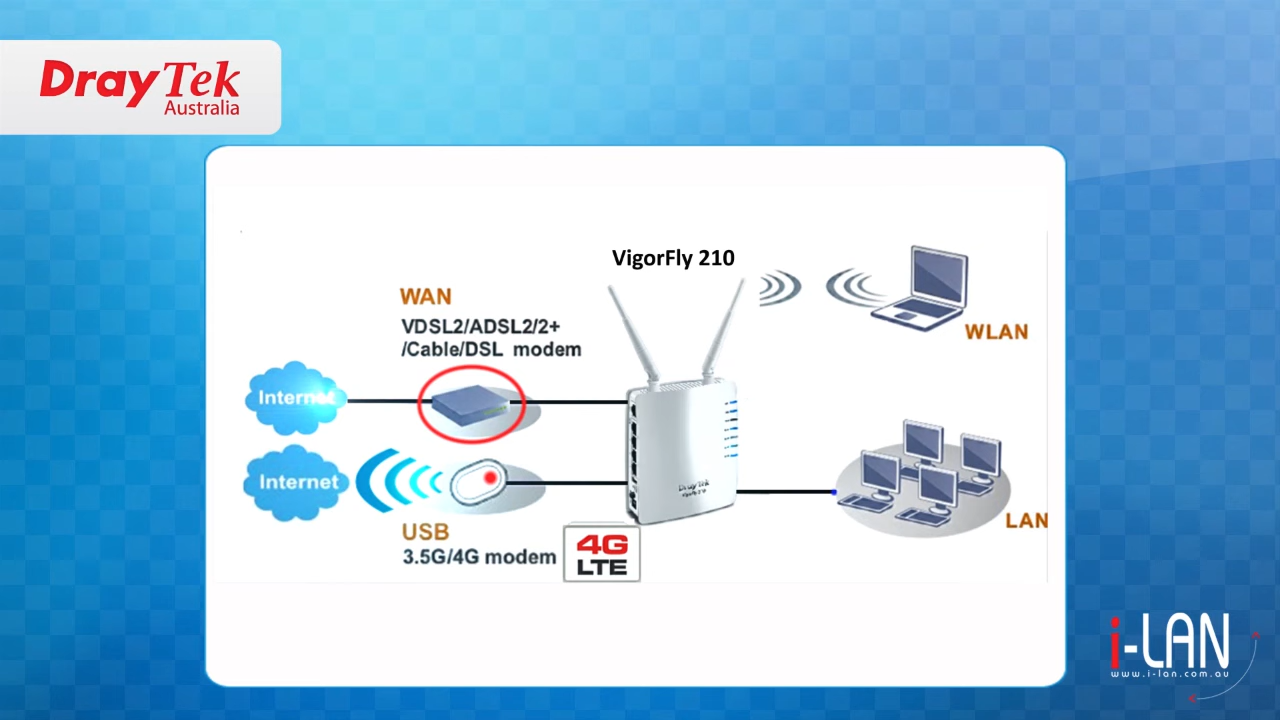 DrayTek
Australia
VigorFly 210
WAN
VDSL2/ADSL2/2+
/Cable/DSL modem
WLAN
Internet
Internet
USB
3.5G/4G modem
4G
LTE
DrayTek
LAN
i-LAN
www.i-lan.com.au